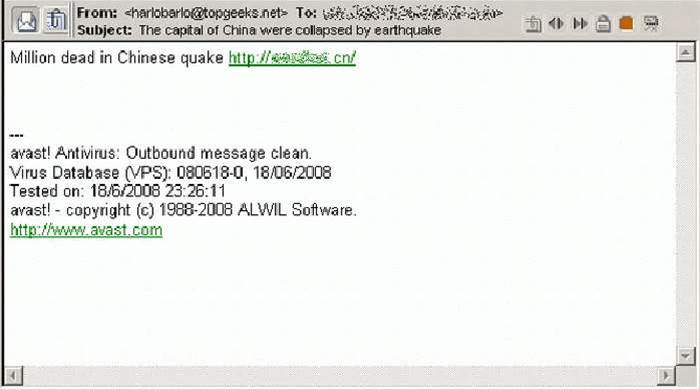 From: <harlobarlo@topgeeks.net> To:
Subject: The capital of China were collapsed by earthquake
Million dead in Chinese quake http:// .cn/
---
avast! Antivirus: Outbound message clean.
Virus Database (VPS): 080618-0, 18/06/2008
Tested on: 18/6/2008 23:26:11
avast! - copyright (c) 1988-2008 ALWIL Software.
http://www.avast.com